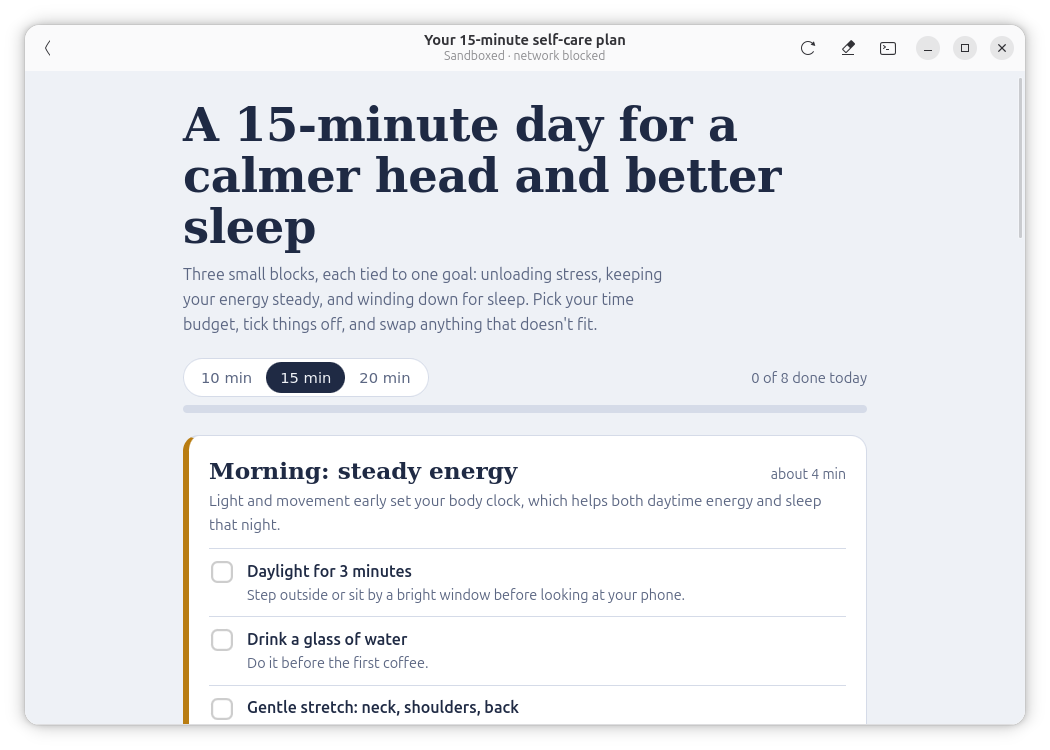 Your 15-minute self-care plan
Sandboxed · network blocked
A 15-minute day for a
calmer head and better
sleep
Three small blocks, each tied to one goal: unloading stress, keeping
your energy steady, and winding down for sleep. Pick your time
budget, tick things off, and swap anything that doesn't fit.
10 min 15 min 20 min 0 of 8 done today
Morning: steady energy about 4 min
Light and movement early set your body clock, which helps both daytime energy and sleep
that night.
Daylight for 3 minutes
Step outside or sit by a bright window before looking at your phone.
Drink a glass of water
Do it before the first coffee.
Gentle stretch: neck, shoulders, back